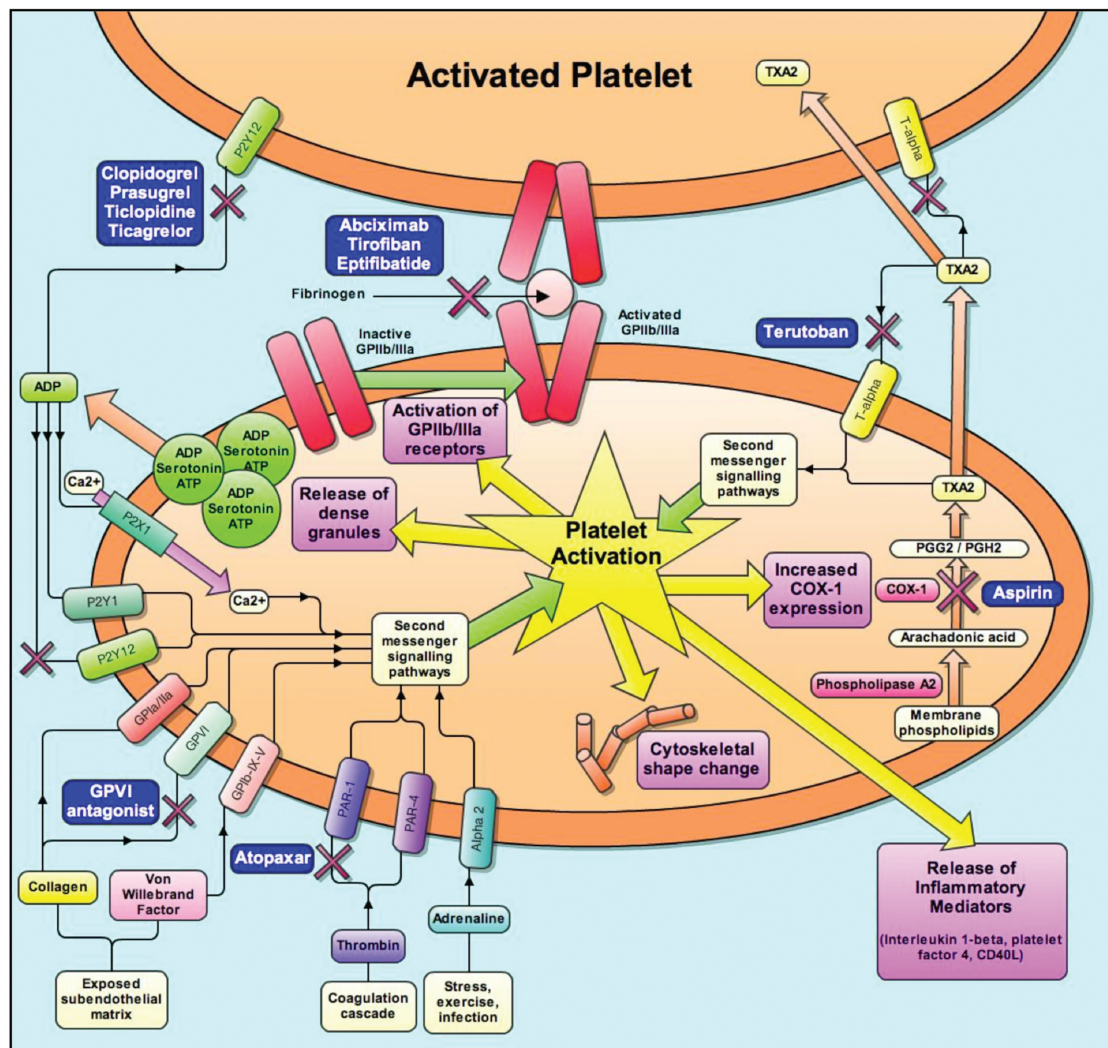 Activated Platelet
TXA2
T-alpha
P2Y12
Clopidogrel
Prasugrel
Ticlopidine
Ticagrelor
Abciximab
Tirofiban
Eptifibatide
Fibrinogen
TXA2
Inactive
GPIIb/IIIa
Activated
GPIIb/IIIa
Terutoban
T-alpha
ADP
Activation of
GPIIb/IIIa
receptors
ADP
Serotonin
ATP
ADP
Serotonin
ATP
ADP
Serotonin
ATP
Second
messenger
signalling
pathways
TXA2
Ca2+
P2X1
Release of
dense
granules
Platelet
Activation
PGG2 / PGH2
Increased
COX-1
expression
COX-1
Aspirin
P2Y1
Ca2+
Arachadonic acid
P2Y12
Second
messenger
signalling
pathways
Phospholipase A2
Membrane
phospholipids
GPIa/IIa
GPVI
GPIb-IX-V
Cytoskeletal
shape change
GPVI
antagonist
PAR-1
PAR-4
Alpha 2
Atopaxar
Collagen
Von
Willebrand
Factor
Adrenaline
Thrombin
Exposed
subendothelial
matrix
Coagulation
cascade
Stress,
exercise,
infection
Release of
Inflammatory
Mediators
(Interleukin 1-beta, platelet
factor 4, CD40L)